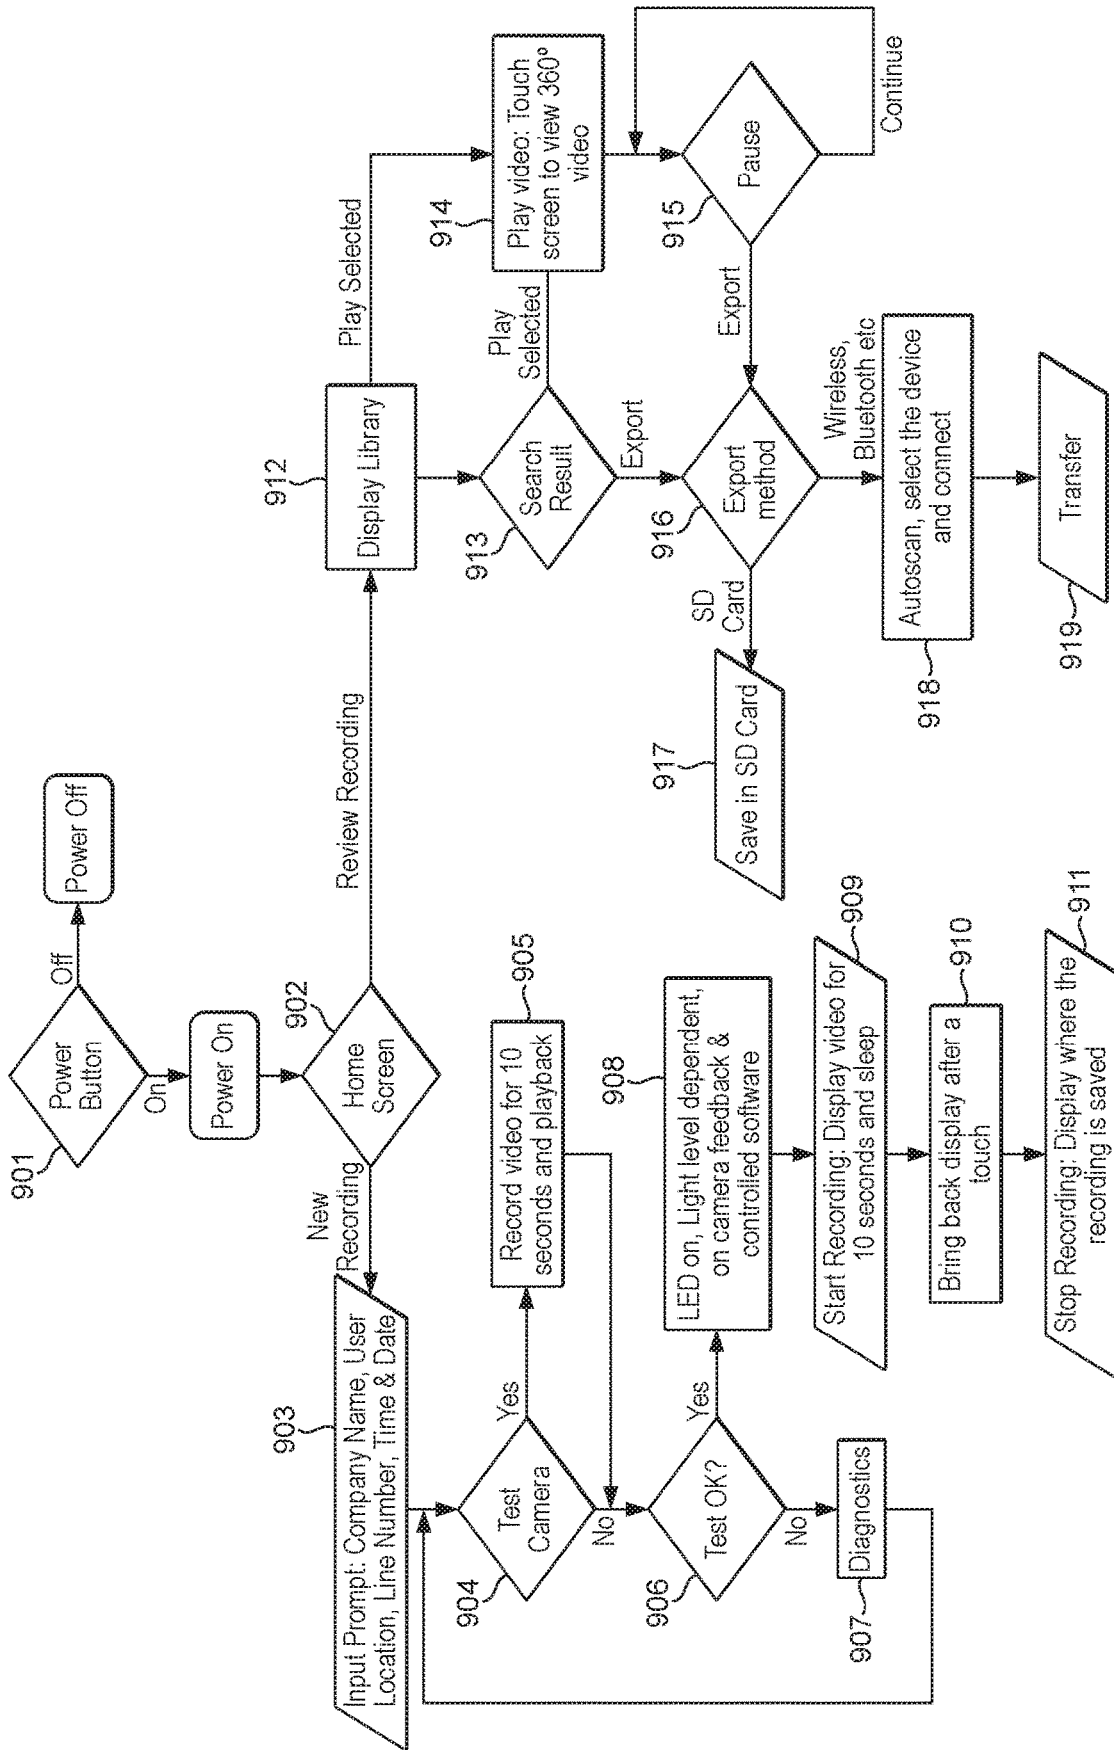 901
Power
Button
Off
Power Off
On
Power On
902
Home
Screen
New
Recording
Review Recording
903
Input Prompt: Company Name, User
Location, Line Number, Time & Date
904
Test
Camera
Yes
No
905
Record video for 10
seconds and playback
906
Test OK?
Yes
No
907
Diagnostics
908
LED on, Light level dependent,
on camera feedback &
controlled software
909
Start Recording: Display video for
10 seconds and sleep
910
Bring back display after a
touch
911
Stop Recording: Display where the
recording is saved
912
Display Library
Play Selected
913
Search
Result
Play
Selected
Export
914
Play video: Touch
screen to view 360°
video
915
Pause
Continue
Export
916
Export
method
SD
Card
917
Save in SD Card
Wireless,
Bluetooth etc
918
Autoscan, select the device
and connect
919
Transfer